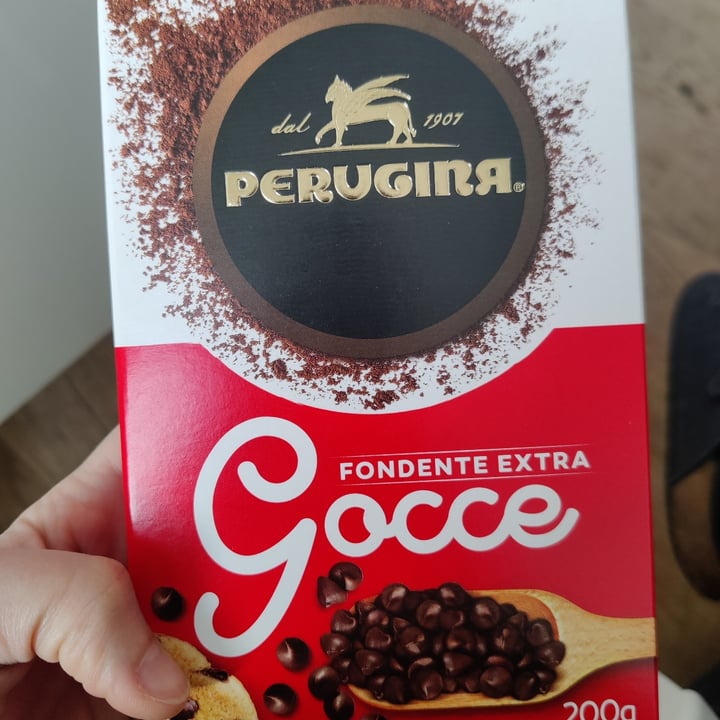 dal 1907
PERUGINA®
FONDENTE EXTRA
Gocce
200g